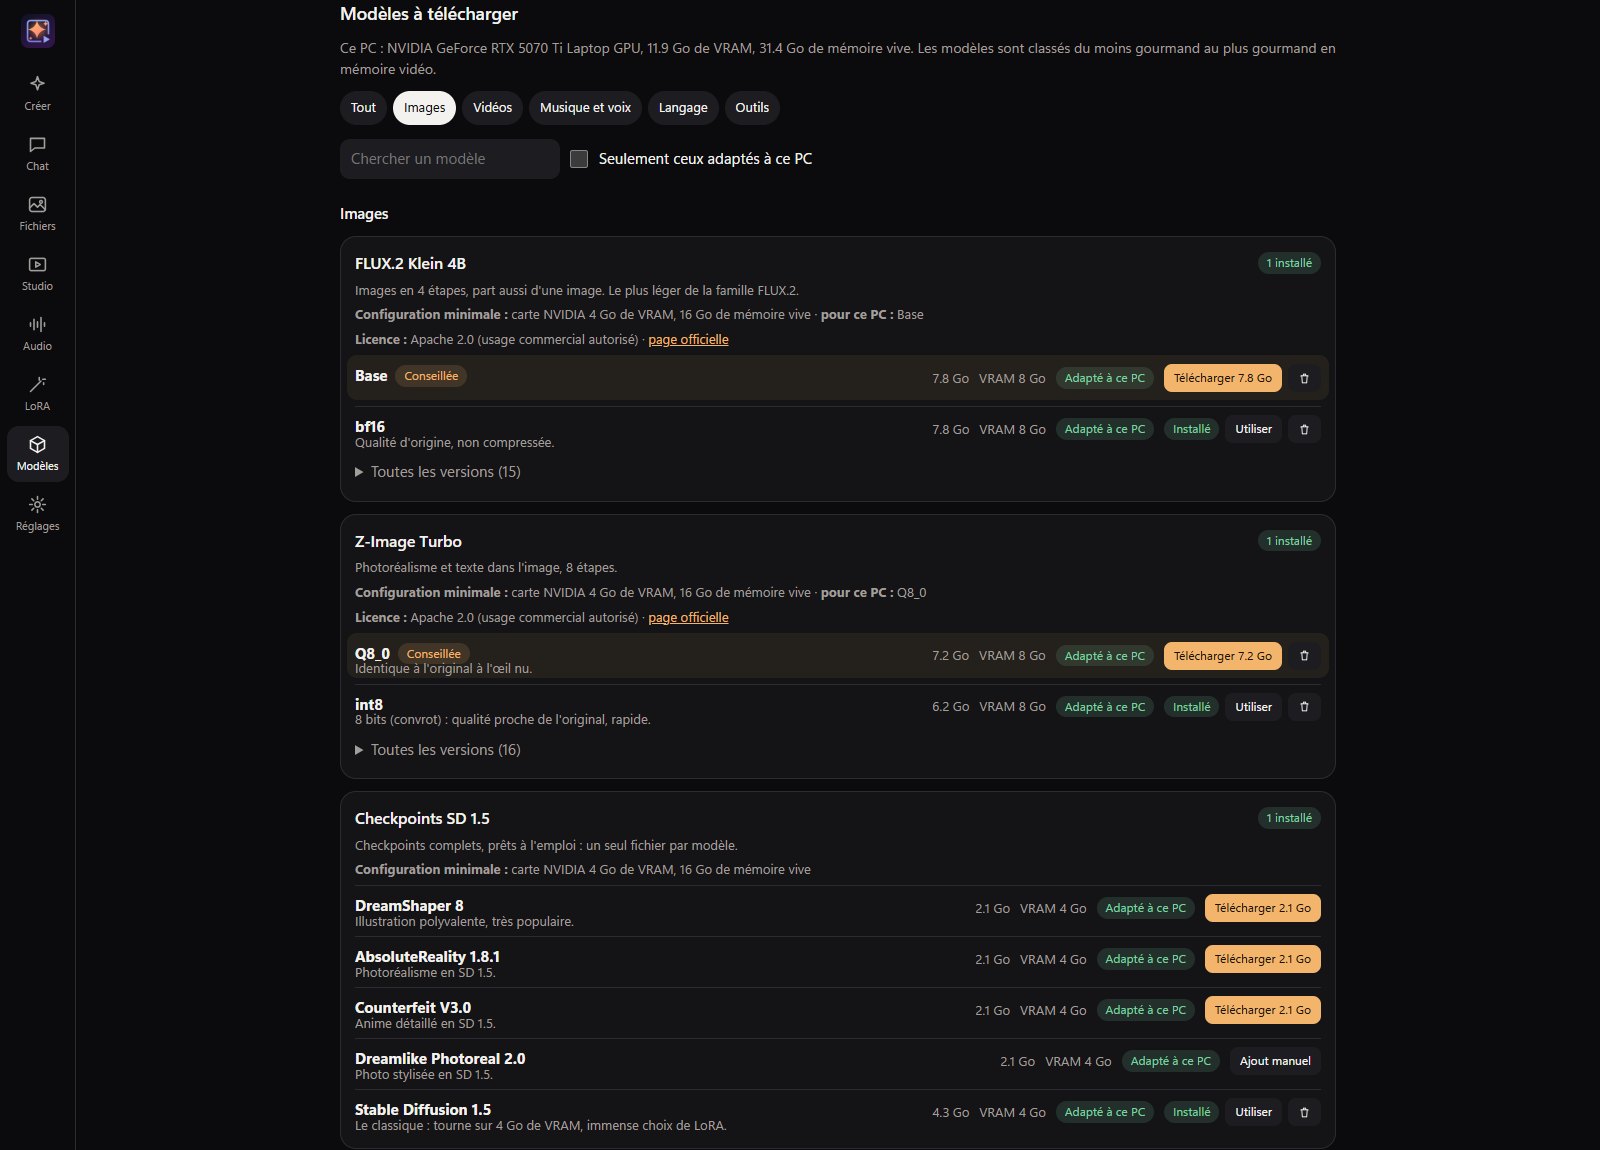 Modèles à télécharger
Ce PC : NVIDIA GeForce RTX 5070 Ti Laptop GPU, 11.9 Go de VRAM, 31.4 Go de mémoire vive. Les modèles sont classés du moins gourmand au plus gourmand en
mémoire vidéo.
Tout Images Vidéos Musique et voix Langage Outils
Chercher un modèle Seulement ceux adaptés à ce PC
Créer
Chat
Fichiers
Studio
Audio
LoRA
Modèles
Réglages
Images
FLUX.2 Klein 4B 1 installé
Images en 4 étapes, part aussi d'une image. Le plus léger de la famille FLUX.2.
Configuration minimale : carte NVIDIA 4 Go de VRAM, 16 Go de mémoire vive · pour ce PC : Base
Licence : Apache 2.0 (usage commercial autorisé) · page officielle
Base Conseillée 7.8 Go VRAM 8 Go Adapté à ce PC Télécharger 7.8 Go
bf16 7.8 Go VRAM 8 Go Adapté à ce PC Installé Utiliser
Qualité d'origine, non compressée.
Toutes les versions (15)
Z-Image Turbo 1 installé
Photoréalisme et texte dans l'image, 8 étapes.
Configuration minimale : carte NVIDIA 4 Go de VRAM, 16 Go de mémoire vive · pour ce PC : Q8_0
Licence : Apache 2.0 (usage commercial autorisé) · page officielle
Q8_0 Conseillée 7.2 Go VRAM 8 Go Adapté à ce PC Télécharger 7.2 Go
Identique à l'original à l'œil nu.
int8 6.2 Go VRAM 8 Go Adapté à ce PC Installé Utiliser
8 bits (convrot) : qualité proche de l'original, rapide.
Toutes les versions (16)
Checkpoints SD 1.5 1 installé
Checkpoints complets, prêts à l'emploi : un seul fichier par modèle.
Configuration minimale : carte NVIDIA 4 Go de VRAM, 16 Go de mémoire vive
DreamShaper 8 2.1 Go VRAM 4 Go Adapté à ce PC Télécharger 2.1 Go
Illustration polyvalente, très populaire.
AbsoluteReality 1.8.1 2.1 Go VRAM 4 Go Adapté à ce PC Télécharger 2.1 Go
Photoréalisme en SD 1.5.
Counterfeit V3.0 2.1 Go VRAM 4 Go Adapté à ce PC Télécharger 2.1 Go
Anime détaillé en SD 1.5.
Dreamlike Photoreal 2.0 2.1 Go VRAM 4 Go Adapté à ce PC Ajout manuel
Photo stylisée en SD 1.5.
Stable Diffusion 1.5 4.3 Go VRAM 4 Go Adapté à ce PC Installé Utiliser
Le classique : tourne sur 4 Go de VRAM, immense choix de LoRA.